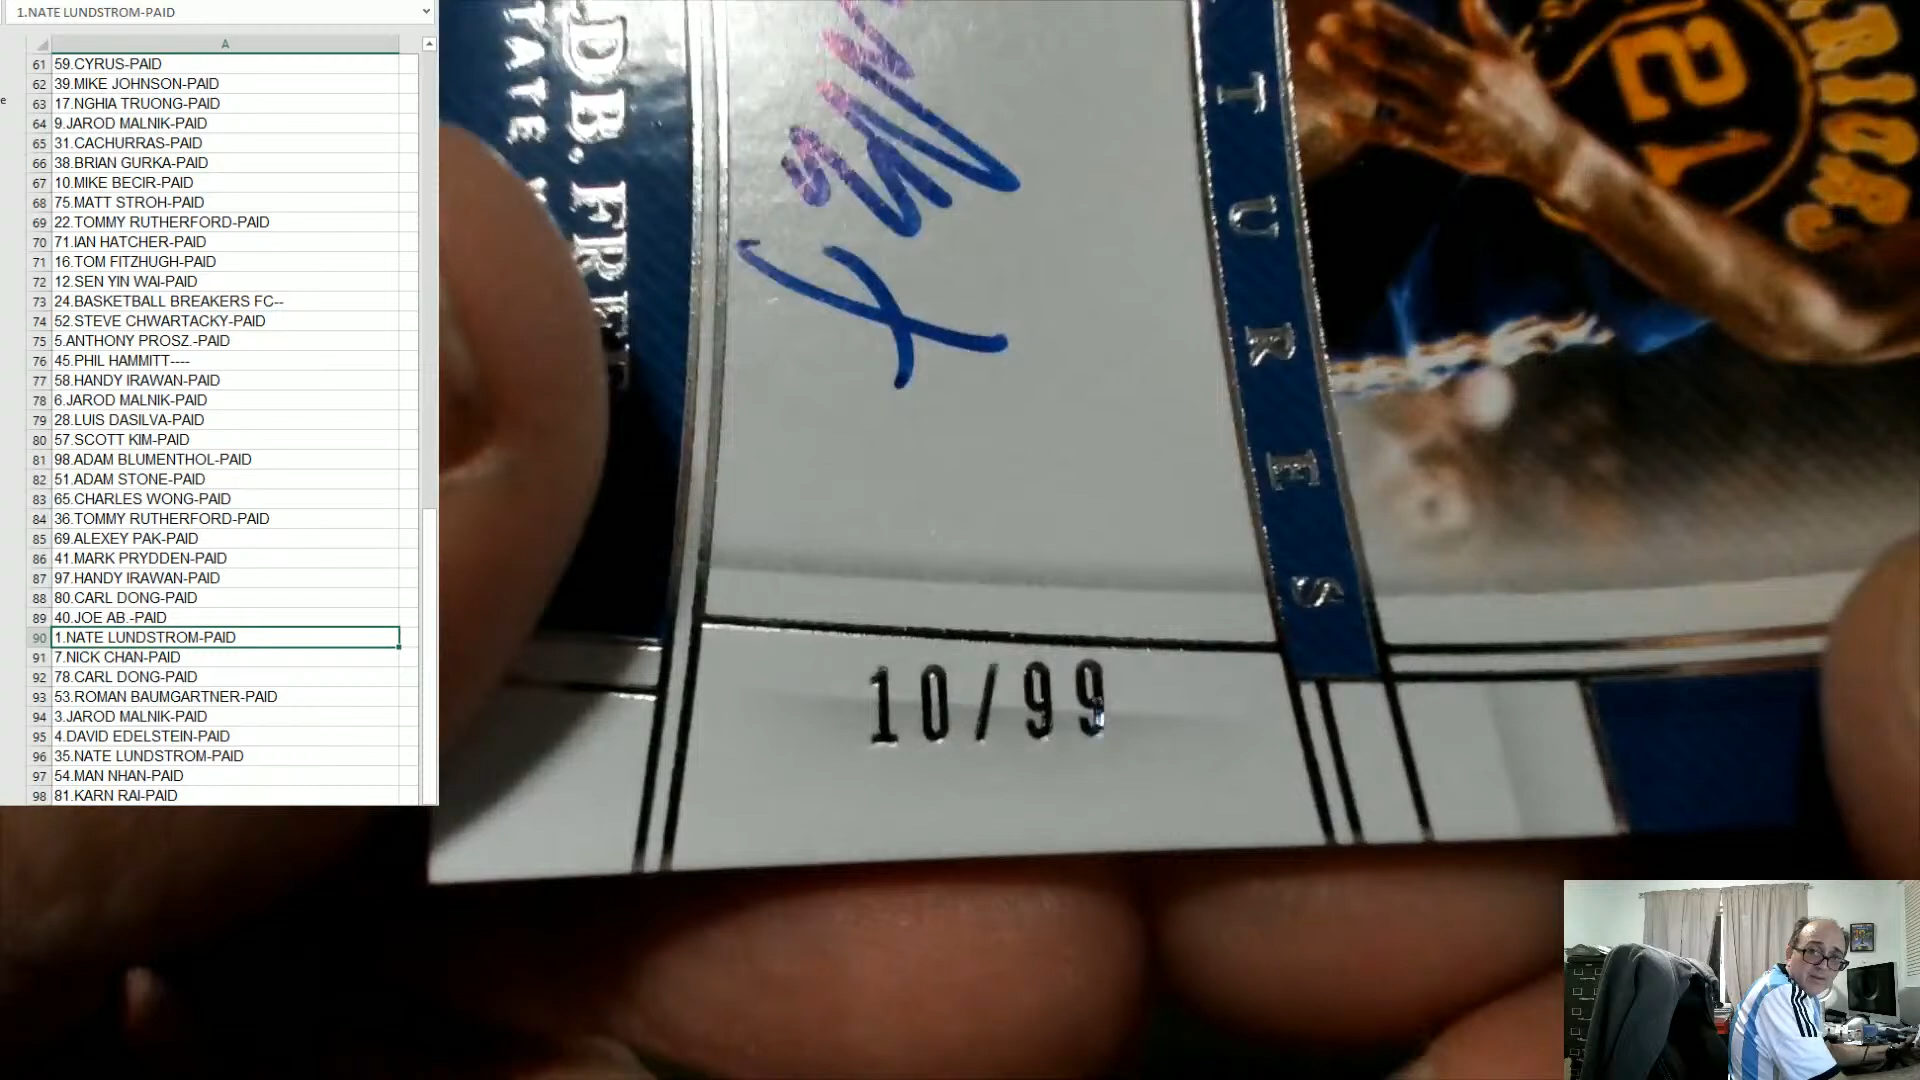 1.NATE LUNDSTROM-PAID
A
61 59.CYRUS-PAID
62 39.MIKE JOHNSON-PAID
63 17.NGHIA TRUONG-PAID
64 9.JAROD MALNIK-PAID
65 31.CACHURRAS-PAID
66 38.BRIAN GURKA-PAID
67 10.MIKE BECIR-PAID
68 75.MATT STROH-PAID
69 22.TOMMY RUTHERFORD-PAID
70 71.IAN HATCHER-PAID
71 16.TOM FITZHUGH-PAID
72 12.SEN YIN WAI-PAID
73 24.BASKETBALL BREAKERS FC--
74 52.STEVE CHWARTACKY-PAID
75 5.ANTHONY PROSZ.-PAID
76 45.PHIL HAMMITT----
77 58.HANDY IRAWAN-PAID
78 6.JAROD MALNIK-PAID
79 28.LUIS DASILVA-PAID
80 57.SCOTT KIM-PAID
81 98.ADAM BLUMENTHOL-PAID
82 51.ADAM STONE-PAID
83 65.CHARLES WONG-PAID
84 36.TOMMY RUTHERFORD-PAID
85 69.ALEXEY PAK-PAID
86 41.MARK PRYDDEN-PAID
87 97.HANDY IRAWAN-PAID
88 80.CARL DONG-PAID
89 40.JOE AB.-PAID
90 1.NATE LUNDSTROM-PAID
91 7.NICK CHAN-PAID
92 78.CARL DONG-PAID
93 53.ROMAN BAUMGARTNER-PAID
94 3.JAROD MALNIK-PAID
95 4.DAVID EDELSTEIN-PAID
96 35.NATE LUNDSTROM-PAID
97 54.MAN NHAN-PAID
98 81.KARN RAI-PAID
DB. FRE
TATE
TURES
RIORS
21
10/99